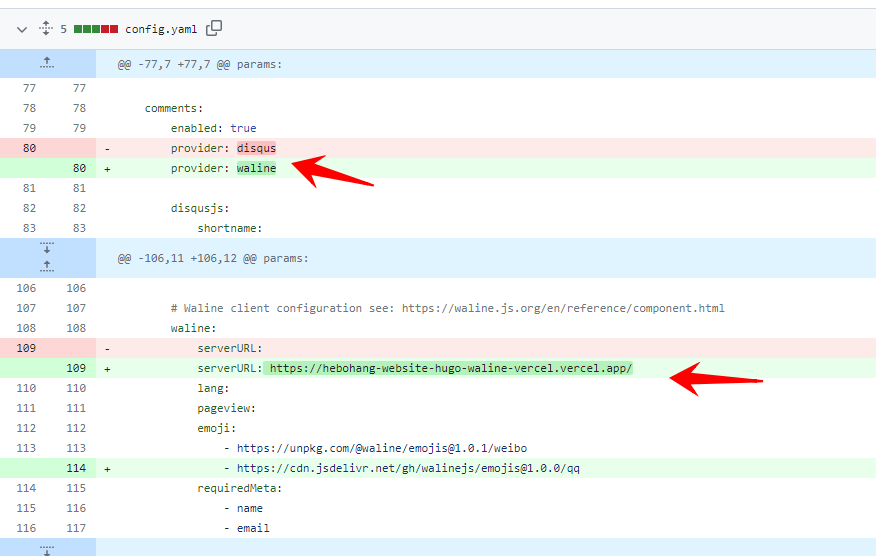 5 config.yaml
@@ -77,7 +77,7 @@ params:
77 77
78 78 comments:
79 79 enabled: true
80 - provider: disqus
80 + provider: waline
81 81
82 82 disqusjs:
83 83 shortname:
@@ -106,11 +106,12 @@ params:
106 106
107 107 # Waline client configuration see: https://waline.js.org/en/reference/component.html
108 108 waline:
109 - serverURL:
109 + serverURL: https://hebohang-website-hugo-waline-vercel.vercel.app/
110 110 lang:
111 111 pageview:
112 112 emoji:
113 113 - https://unpkg.com/@waline/emojis@1.0.1/weibo
114 + - https://cdn.jsdelivr.net/gh/walinejs/emojis@1.0.0/qq
114 115 requiredMeta:
115 116 - name
116 117 - email